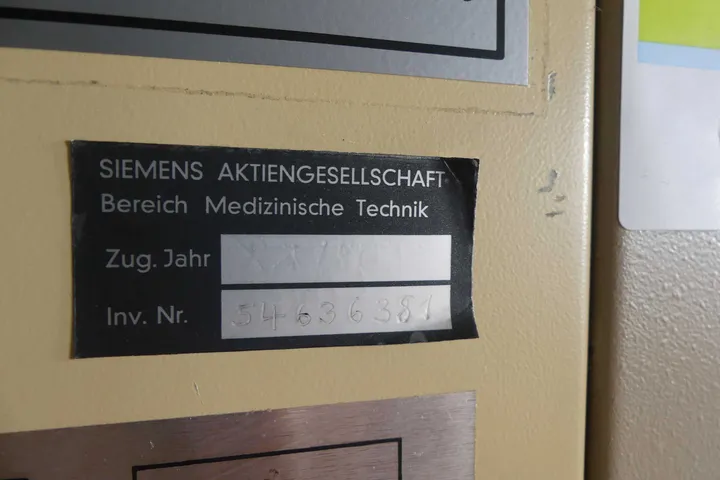 SIEMENS AKTIENGESELLSCHAFT
Bereich Medizinische Technik
Zug. Jahr
Inv. Nr. 54636381